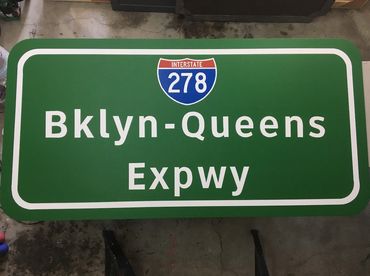 INTERSTATE
278
Bklyn-Queens
Expwy